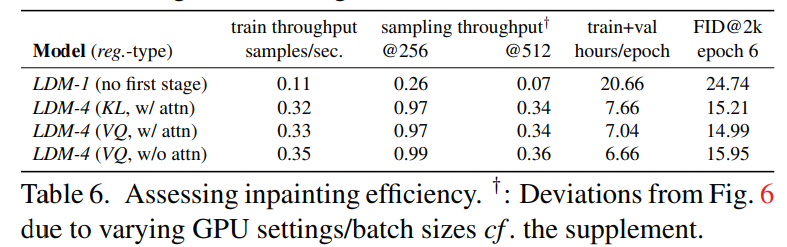 train throughput sampling throughput† train+val FID@2k
Model (reg.-type) samples/sec. @256 @512 hours/epoch epoch 6
LDM-1 (no first stage) 0.11 0.26 0.07 20.66 24.74
LDM-4 (KL, w/ attn) 0.32 0.97 0.34 7.66 15.21
LDM-4 (VQ, w/ attn) 0.33 0.97 0.34 7.04 14.99
LDM-4 (VQ, w/o attn) 0.35 0.99 0.36 6.66 15.95
Table 6. Assessing inpainting efficiency. †: Deviations from Fig. 6
due to varying GPU settings/batch sizes cf. the supplement.